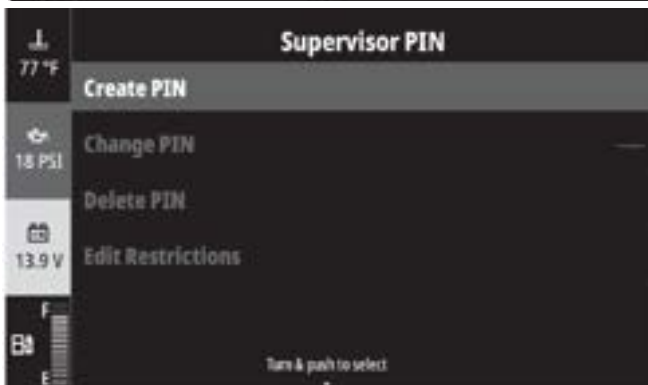 Supervisor PIN
77 °F
Create PIN
Change PIN
18 PSI
Delete PIN
13.9 V
Edit Restrictions
F
E
Turn & push to select